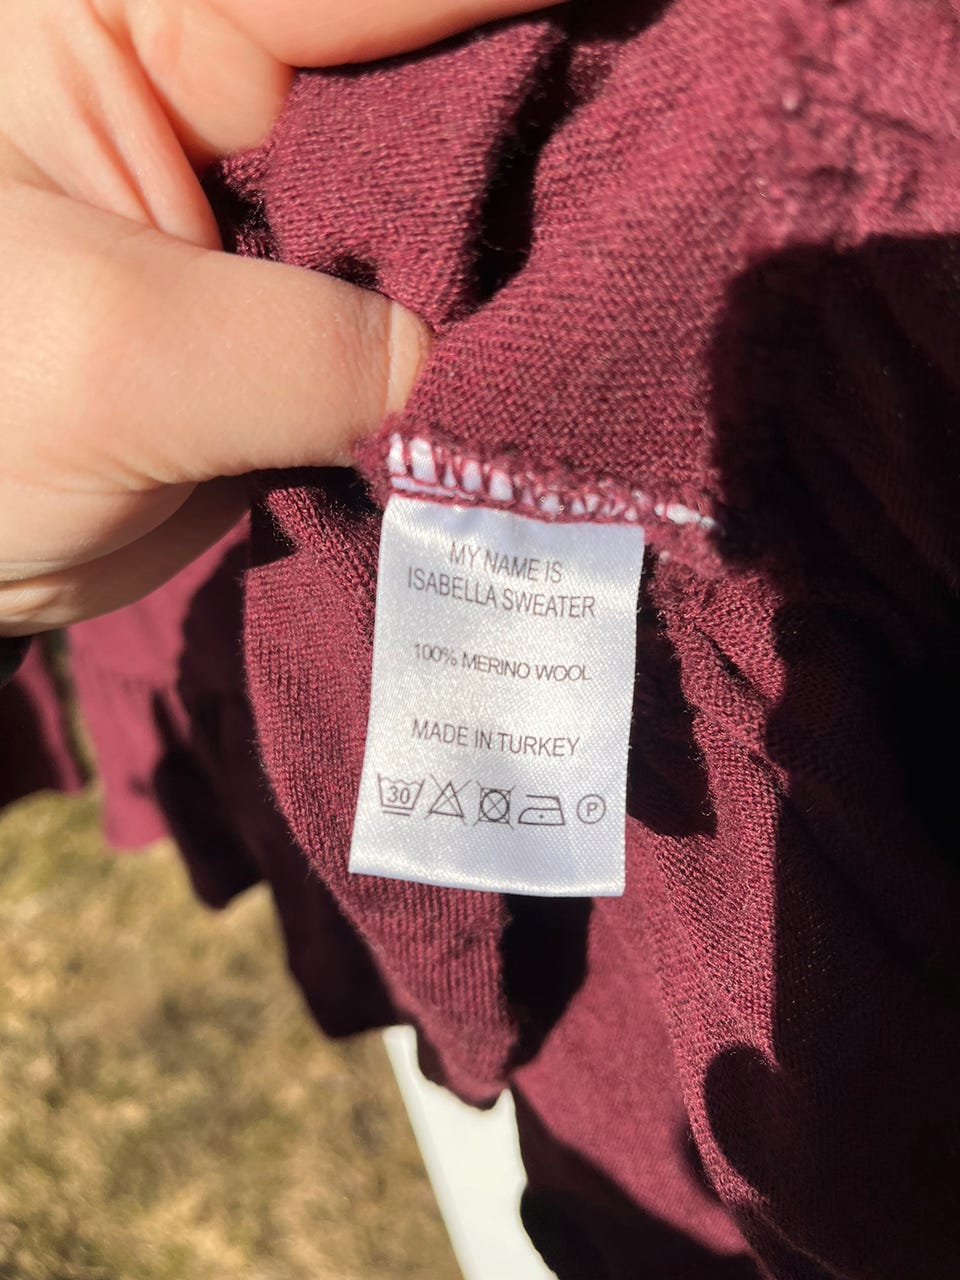 MY NAME IS
ISABELLA SWEATER
100% MERINO WOOL
MADE IN TURKEY
30 P